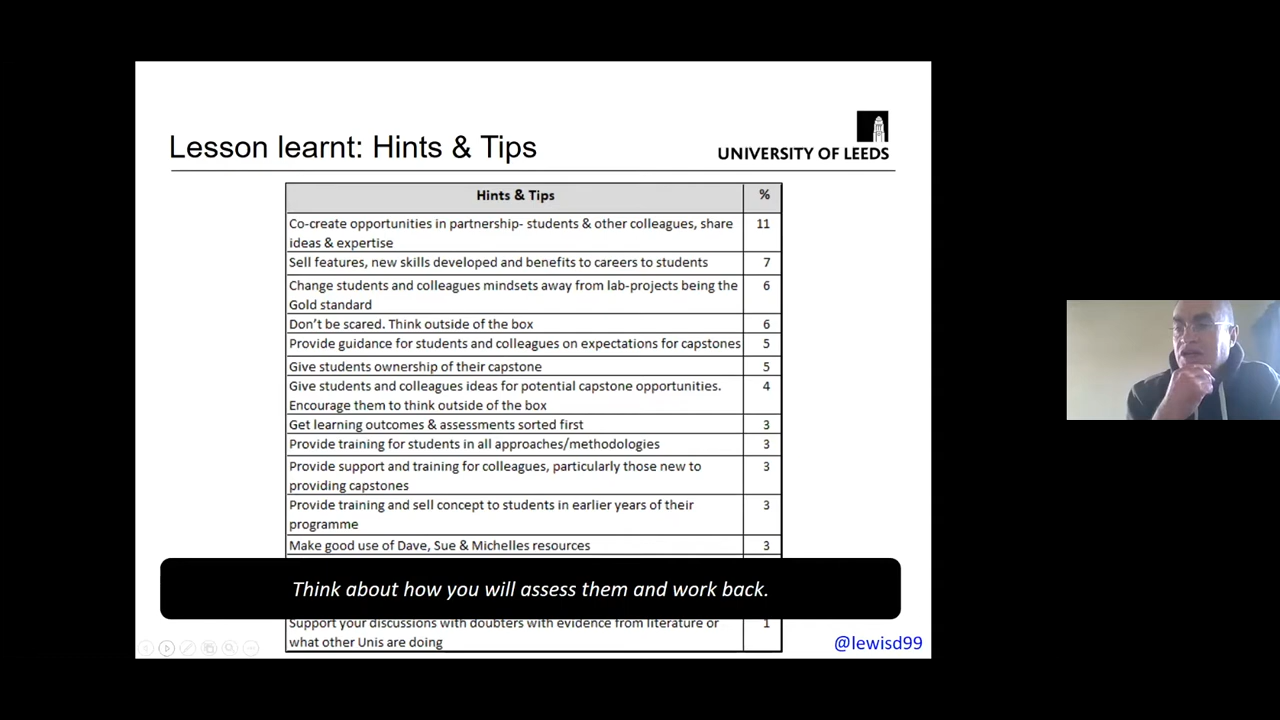 Lesson learnt: Hints & Tips
UNIVERSITY OF LEEDS
Hints & Tips %
Co-create opportunities in partnership- students & other colleagues, share 11
ideas & expertise
Sell features, new skills developed and benefits to careers to students 7
Change students and colleagues mindsets away from lab-projects being the 6
Gold standard
Don't be scared. Think outside of the box 6
Provide guidance for students and colleagues on expectations for capstones 5
Give students ownership of their capstone 5
Give students and colleagues ideas for potential capstone opportunities. 4
Encourage them to think outside of the box
Get learning outcomes & assessments sorted first 3
Provide training for students in all approaches/methodologies 3
Provide support and training for colleagues, particularly those new to 3
providing capstones
Provide training and sell concept to students in earlier years of their 3
programme
Make good use of Dave, Sue & Michelles resources 3
Think about how you will assess them and work back.
Support your discussions with doubters with evidence from literature or 1
what other Unis are doing
@lewisd99